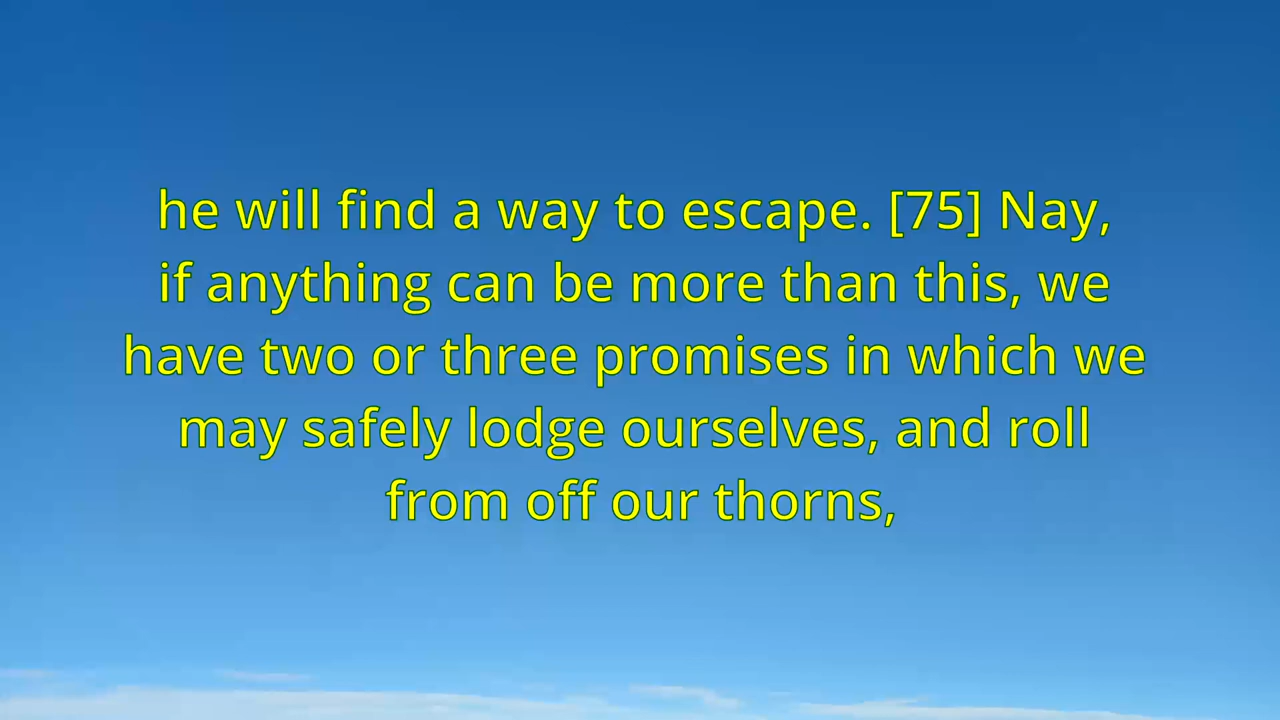 he will find a way to escape. [75] Nay,
if anything can be more than this, we
have two or three promises in which we
may safely lodge ourselves, and roll
from off our thorns,